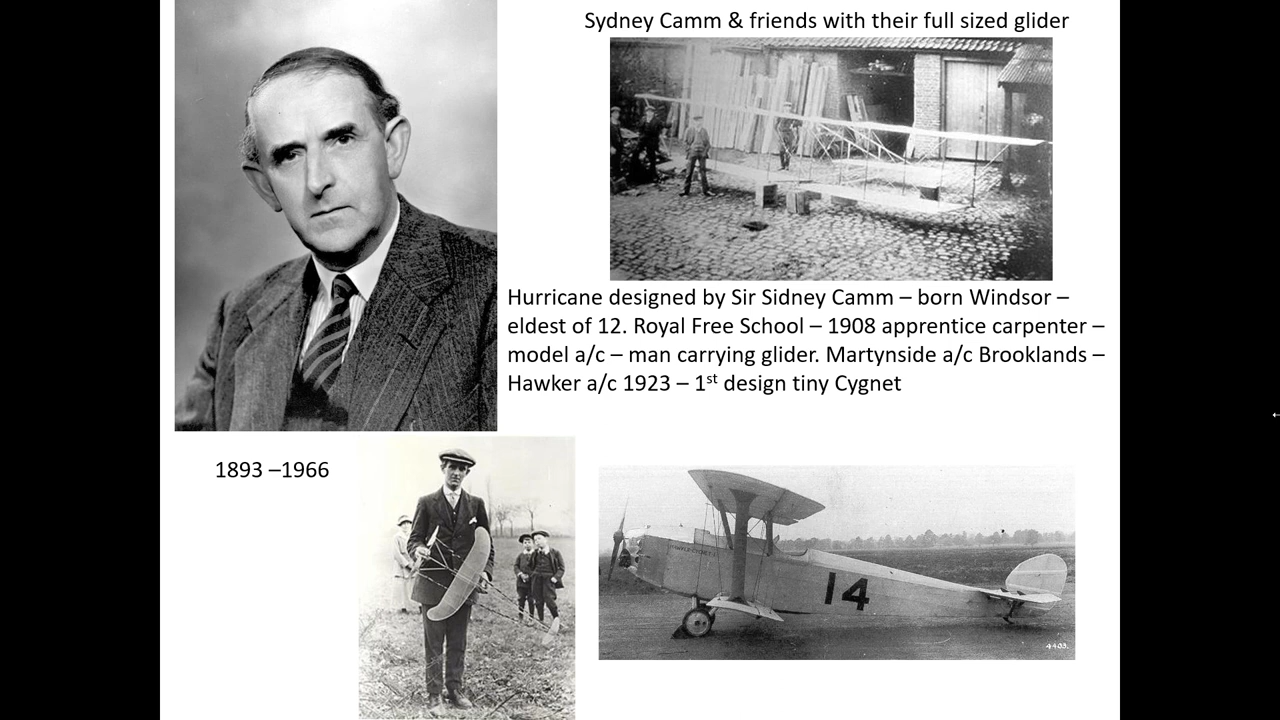 Sydney Camm & friends with their full sized glider
Hurricane designed by Sir Sidney Camm – born Windsor –
eldest of 12. Royal Free School – 1908 apprentice carpenter –
model a/c – man carrying glider. Martynside a/c Brooklands –
Hawker a/c 1923 – 1st design tiny Cygnet
1893 –1966
14
4403.